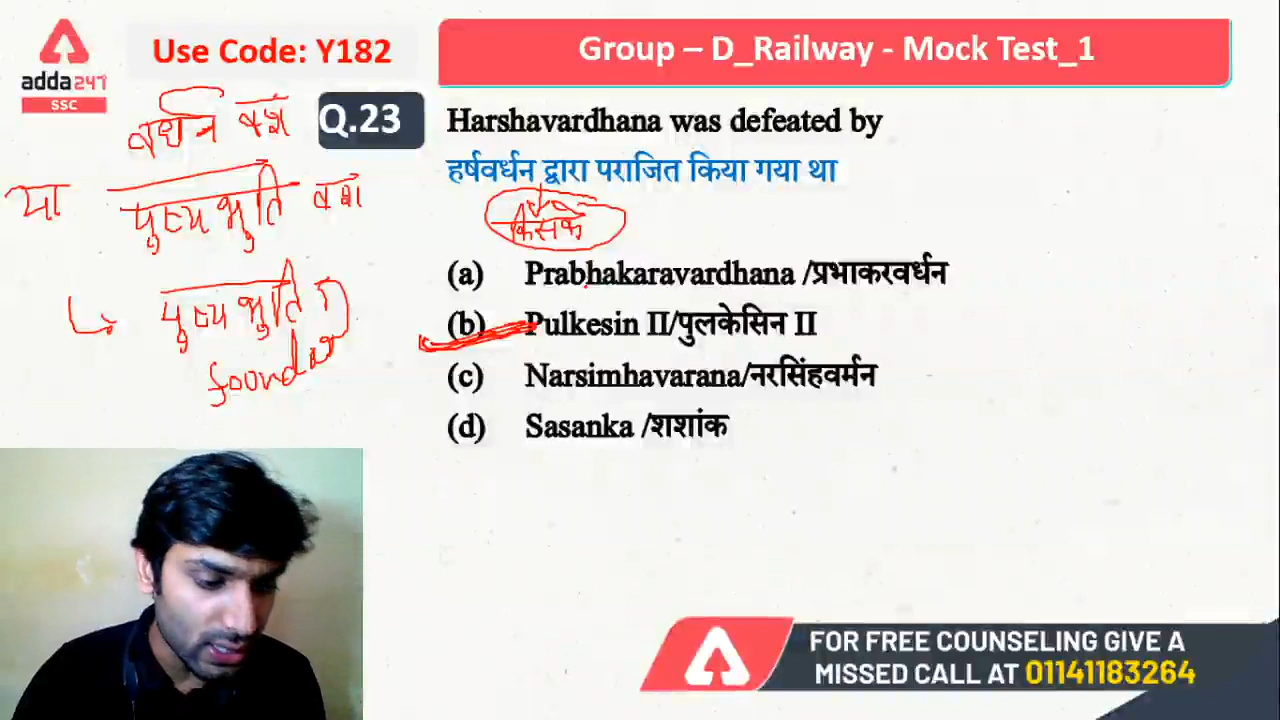 Use Code: Y182
Group – D_Railway - Mock Test_1
adda247
SSC
वर्धन वंश
या पुष्यभूति वंश
पुष्यभूति
founder
Q.23
Harshavardhana was defeated by
हर्षवर्धन द्वारा पराजित किया गया था
किसके
(a) Prabhakaravardhana /प्रभाकरवर्धन
(b) Pulkesin II/पुलकेसिन II
(c) Narsimhavarana/नरसिंहवर्मन
(d) Sasanka /शशांक
FOR FREE COUNSELING GIVE A
MISSED CALL AT 01141183264